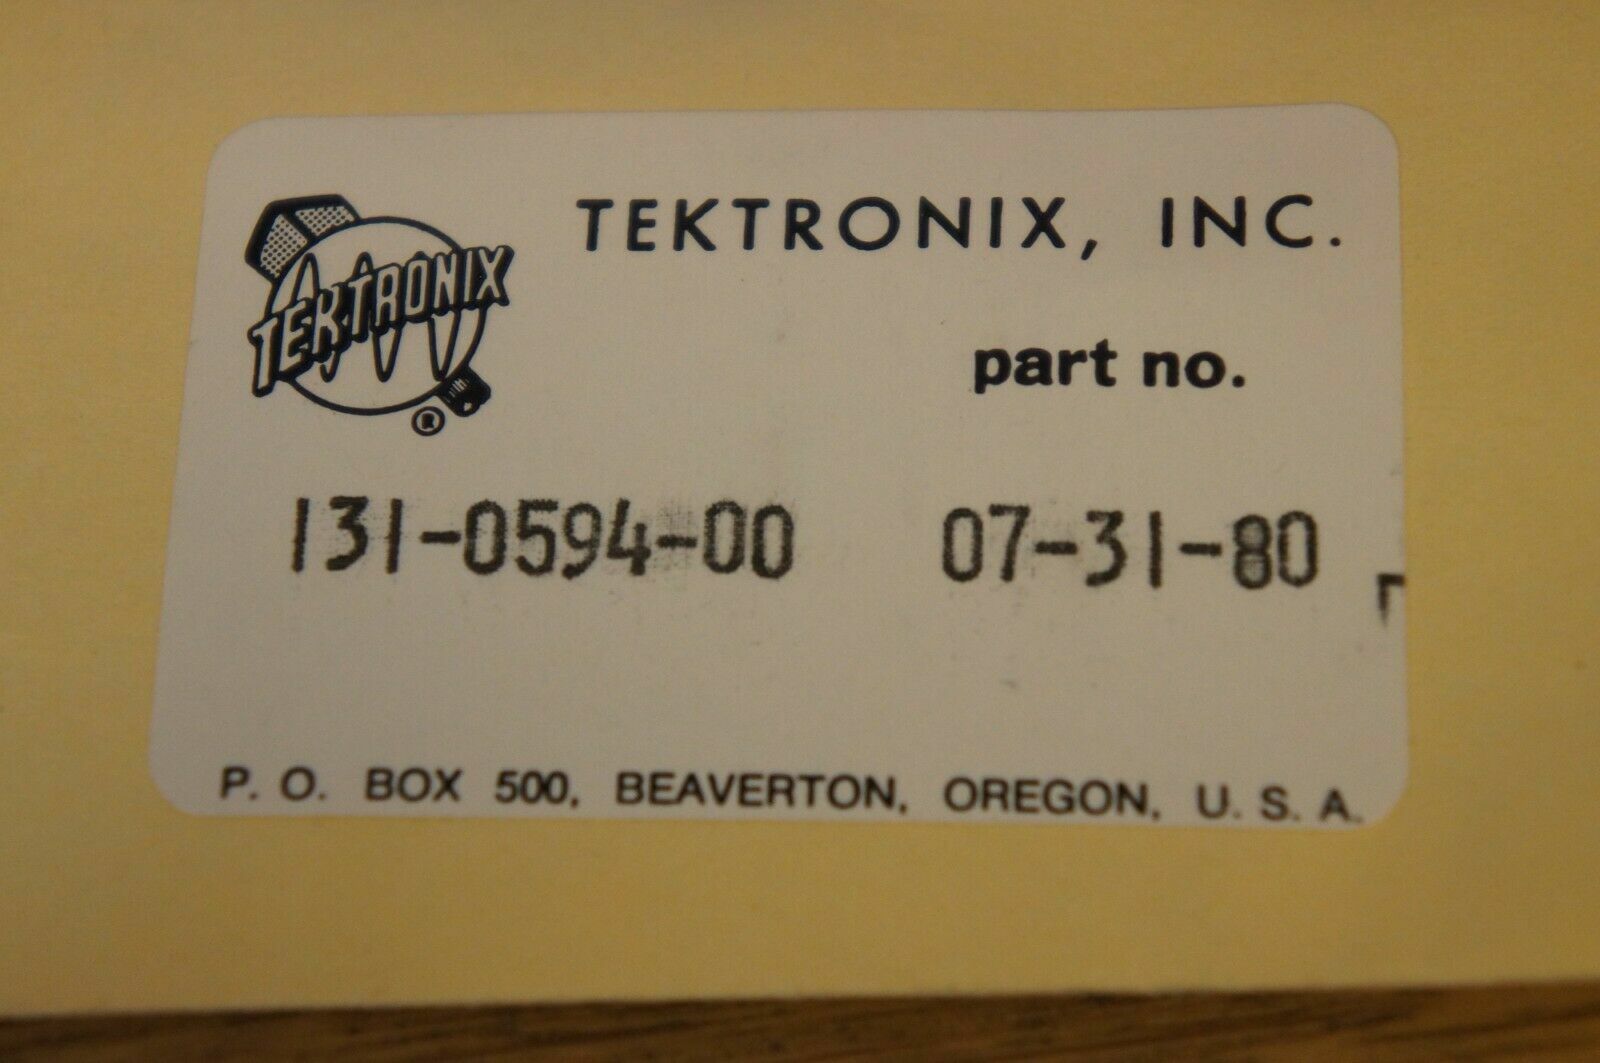 TEKTRONIX, INC.
TEKTRONIX
®
part no.
131-0594-00 07-31-80
P. O. BOX 500, BEAVERTON, OREGON, U. S. A.